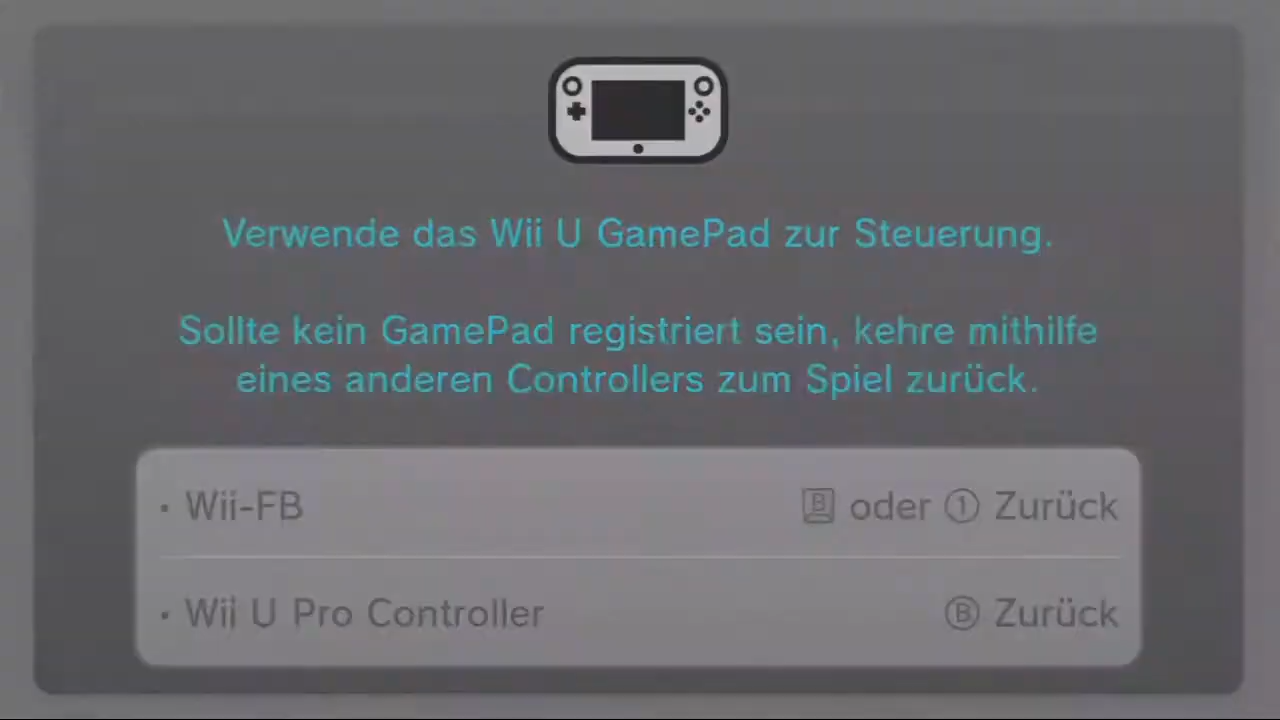 Verwende das Wii U GamePad zur Steuerung.
Sollte kein GamePad registriert sein, kehre mithilfe
eines anderen Controllers zum Spiel zurück.
· Wii-FB B oder 1 Zurück
· Wii U Pro Controller B Zurück